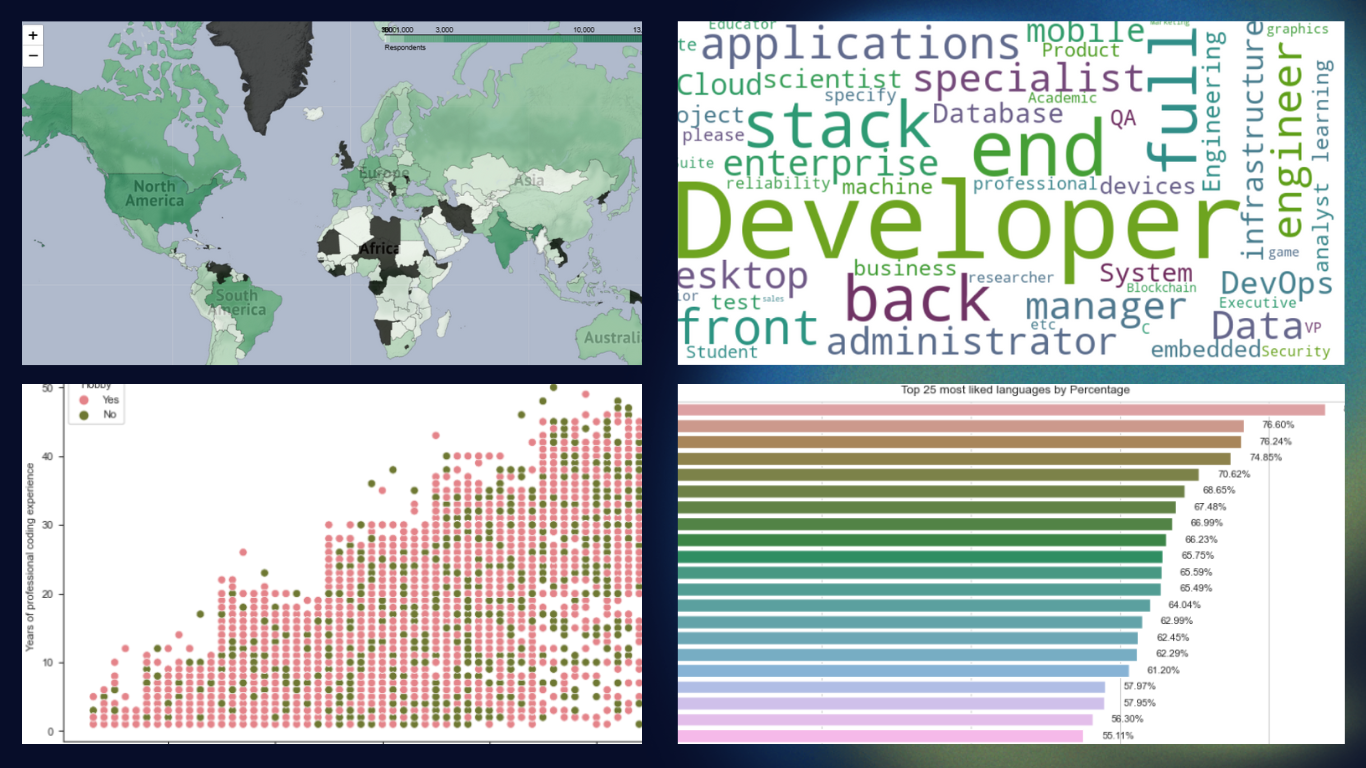 +
−
1,000
3,000
10,000
Respondents
North
America
Europe
Asia
Africa
South
America
Educator
mobile
marketing
full
infrastructure
graphics
te
applications
Product
Engineering
engineer
Cloud
scientist
specialist
learning
specify
Academic
oject
stack
Database
QA
please
end
uite
enterprise
reliability
machine
professional
devices
Developer
analyst
game
esktop
business
researcher
System
Blockchain
DevOps
ior
test
sales
back
manager
Executive
front
etc
C
Data
VP
administrator
Student
embedded
Security
Yes
No
50
40
30
20
10
0
Years of professional coding experience
Top 25 most liked languages by Percentage
76.60%
76.24%
74.85%
70.62%
68.65%
67.48%
66.99%
66.23%
65.75%
65.59%
65.49%
64.04%
62.99%
62.45%
62.29%
61.20%
57.97%
57.95%
56.30%
55.11%